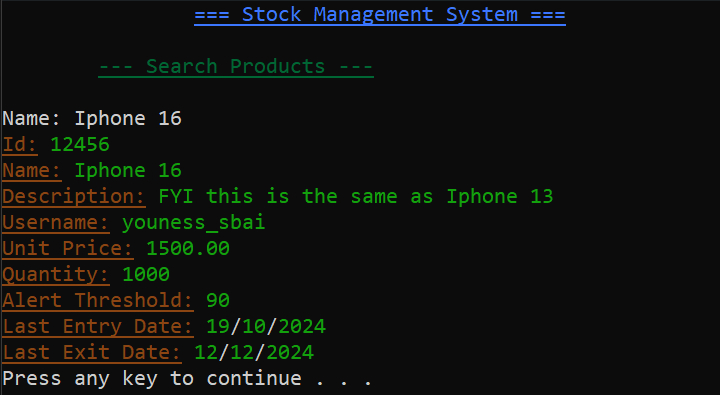 === Stock Management System ===
--- Search Products ---
Name: Iphone 16
Id: 12456
Name: Iphone 16
Description: FYI this is the same as Iphone 13
Username: youness_sbai
Unit Price: 1500.00
Quantity: 1000
Alert Threshold: 90
Last Entry Date: 19/10/2024
Last Exit Date: 12/12/2024
Press any key to continue . . .